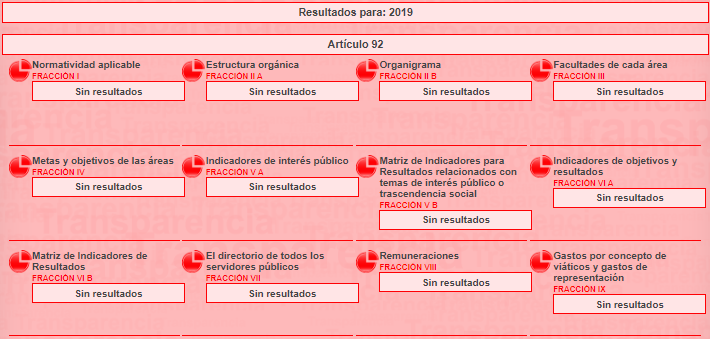 Resultados para: 2019
Artículo 92
Normatividad aplicable
FRACCIÓN I
Sin resultados
Estructura orgánica
FRACCIÓN II A
Sin resultados
Organigrama
FRACCIÓN II B
Sin resultados
Facultades de cada área
FRACCIÓN III
Sin resultados
Metas y objetivos de las áreas
FRACCIÓN IV
Sin resultados
Indicadores de interés público
FRACCIÓN V A
Sin resultados
Matriz de Indicadores para
Resultados relacionados con
temas de interés público o
trascendencia social
FRACCIÓN V B
Sin resultados
Indicadores de objetivos y
resultados
FRACCIÓN VI A
Sin resultados
Matriz de Indicadores de
Resultados
FRACCIÓN VI B
Sin resultados
El directorio de todos los
servidores públicos
FRACCIÓN VII
Sin resultados
Remuneraciones
FRACCIÓN VIII
Sin resultados
Gastos por concepto de
viáticos y gastos de
representación
FRACCIÓN IX
Sin resultados